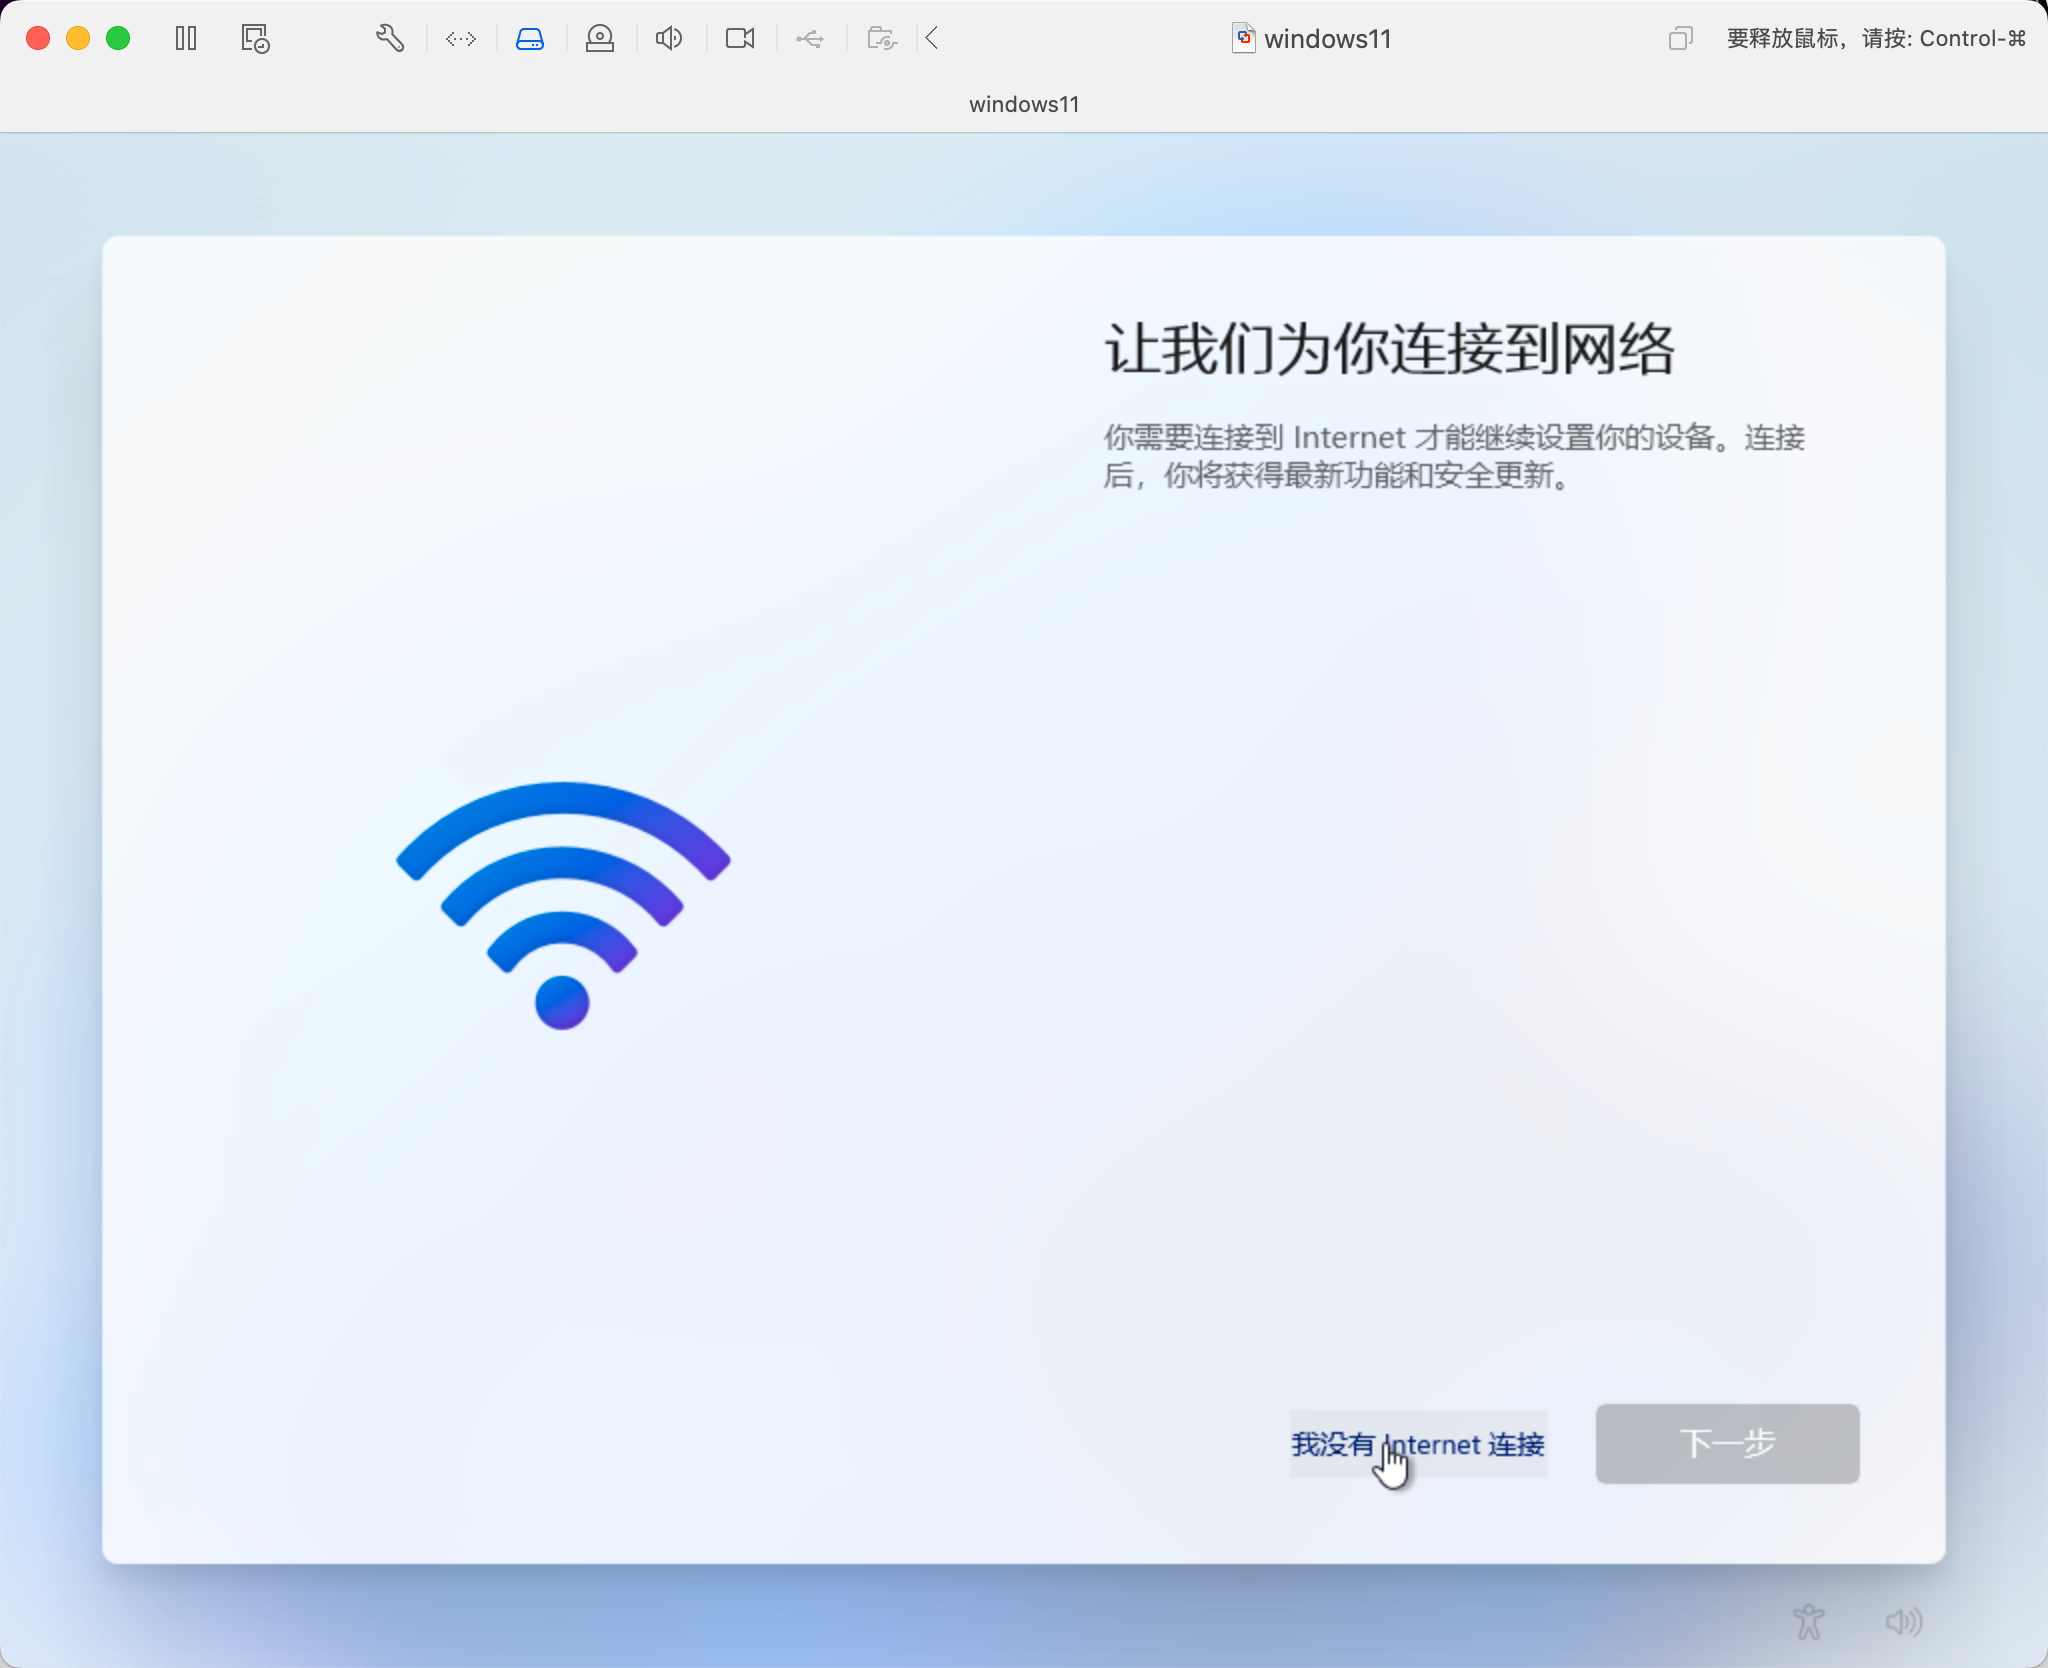 windows11
要释放鼠标，请按: Control-⌘
windows11
让我们为你连接到网络
你需要连接到 Internet 才能继续设置你的设备。连接
后，你将获得最新功能和安全更新。
我没有 Internet 连接
下一步